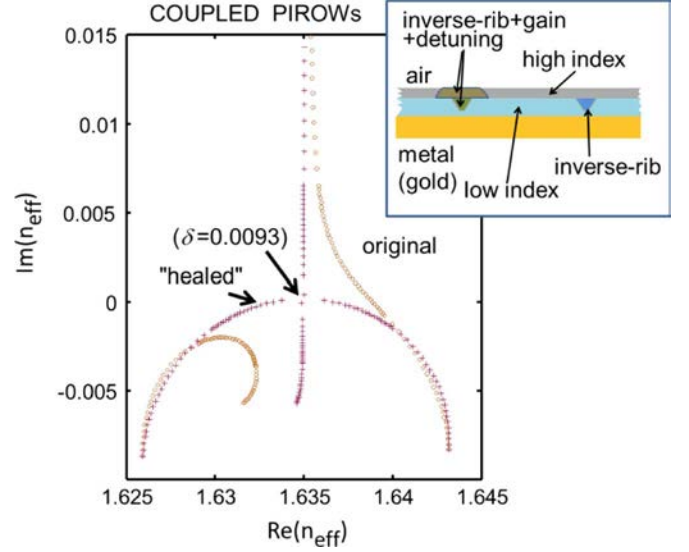 COUPLED PIROWs
inverse-rib+gain
+detuning
air
high index
metal
(gold)
low index
inverse-rib
0.015
0.01
0.005
0
-0.005
Im(n_eff)
(δ=0.0093)
"healed"
original
1.625
1.63
1.635
1.64
1.645
Re(n_eff)